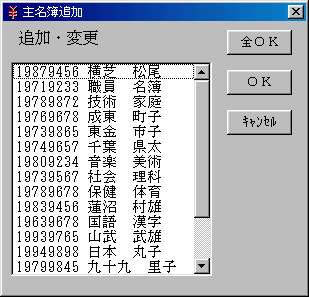 主名簿追加
追加・変更
全ＯＫ
19879456 横芝　松尾
19719233 職員　名簿
ＯＫ
19789872 技術　家庭
19769678 成東　町子
ｷｬﾝｾﾙ
19739865 東金　市子
19749657 千葉　県太
19809234 音楽　美術
19739567 社会　理科
19789678 保健　体育
19839456 蓮沼　村雄
19639678 国語　漢字
19939765 山武　武雄
19949898 日本　丸子
19799845 九十九　里子